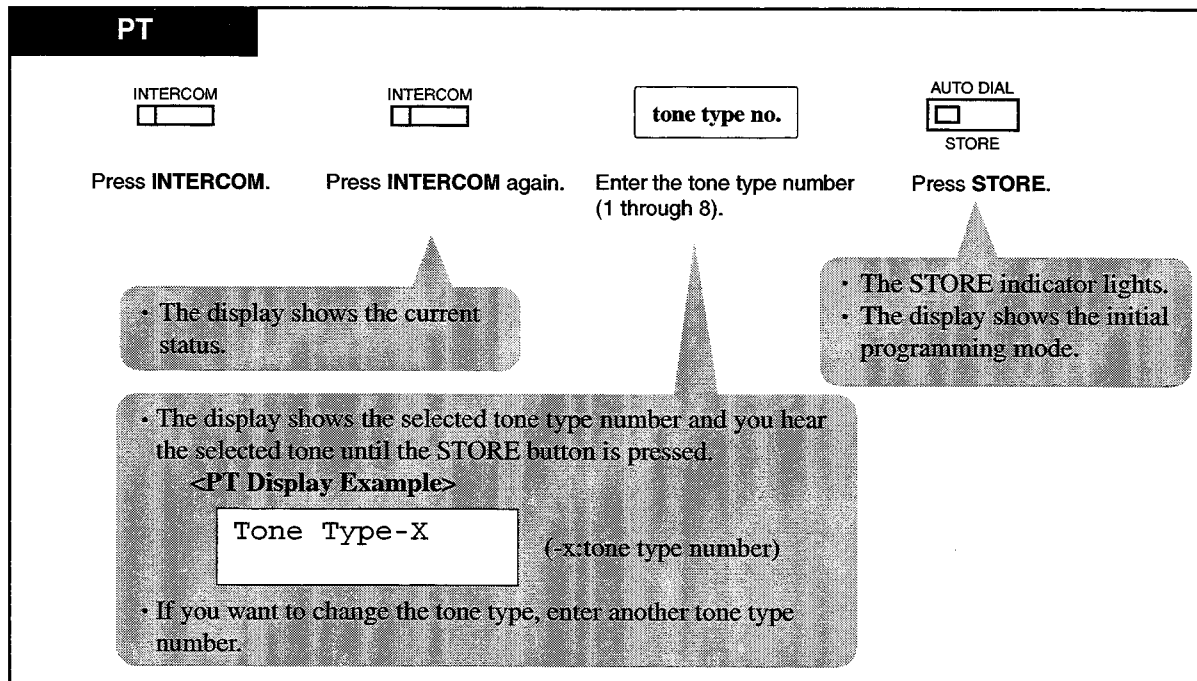 PT
INTERCOM
INTERCOM
tone type no.
AUTO DIAL
STORE
Press INTERCOM.
Press INTERCOM again.
Enter the tone type number
(1 through 8).
Press STORE.
· The display shows the current
status.
· The STORE indicator lights.
· The display shows the initial
programming mode.
· The display shows the selected tone type number and you hear
the selected tone until the STORE button is pressed.
<PT Display Example>
Tone Type-X
(-x:tone type number)
· If you want to change the tone type, enter another tone type
number.